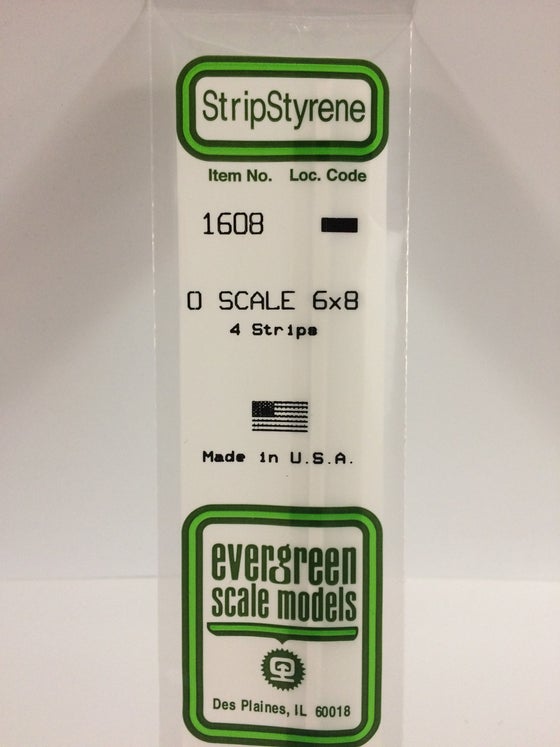 StripStyrene
Item No. Loc. Code
1608
O SCALE 6x8
4 Strips
Made in U.S.A.
evergreen
scale models
Des Plaines, IL 60018